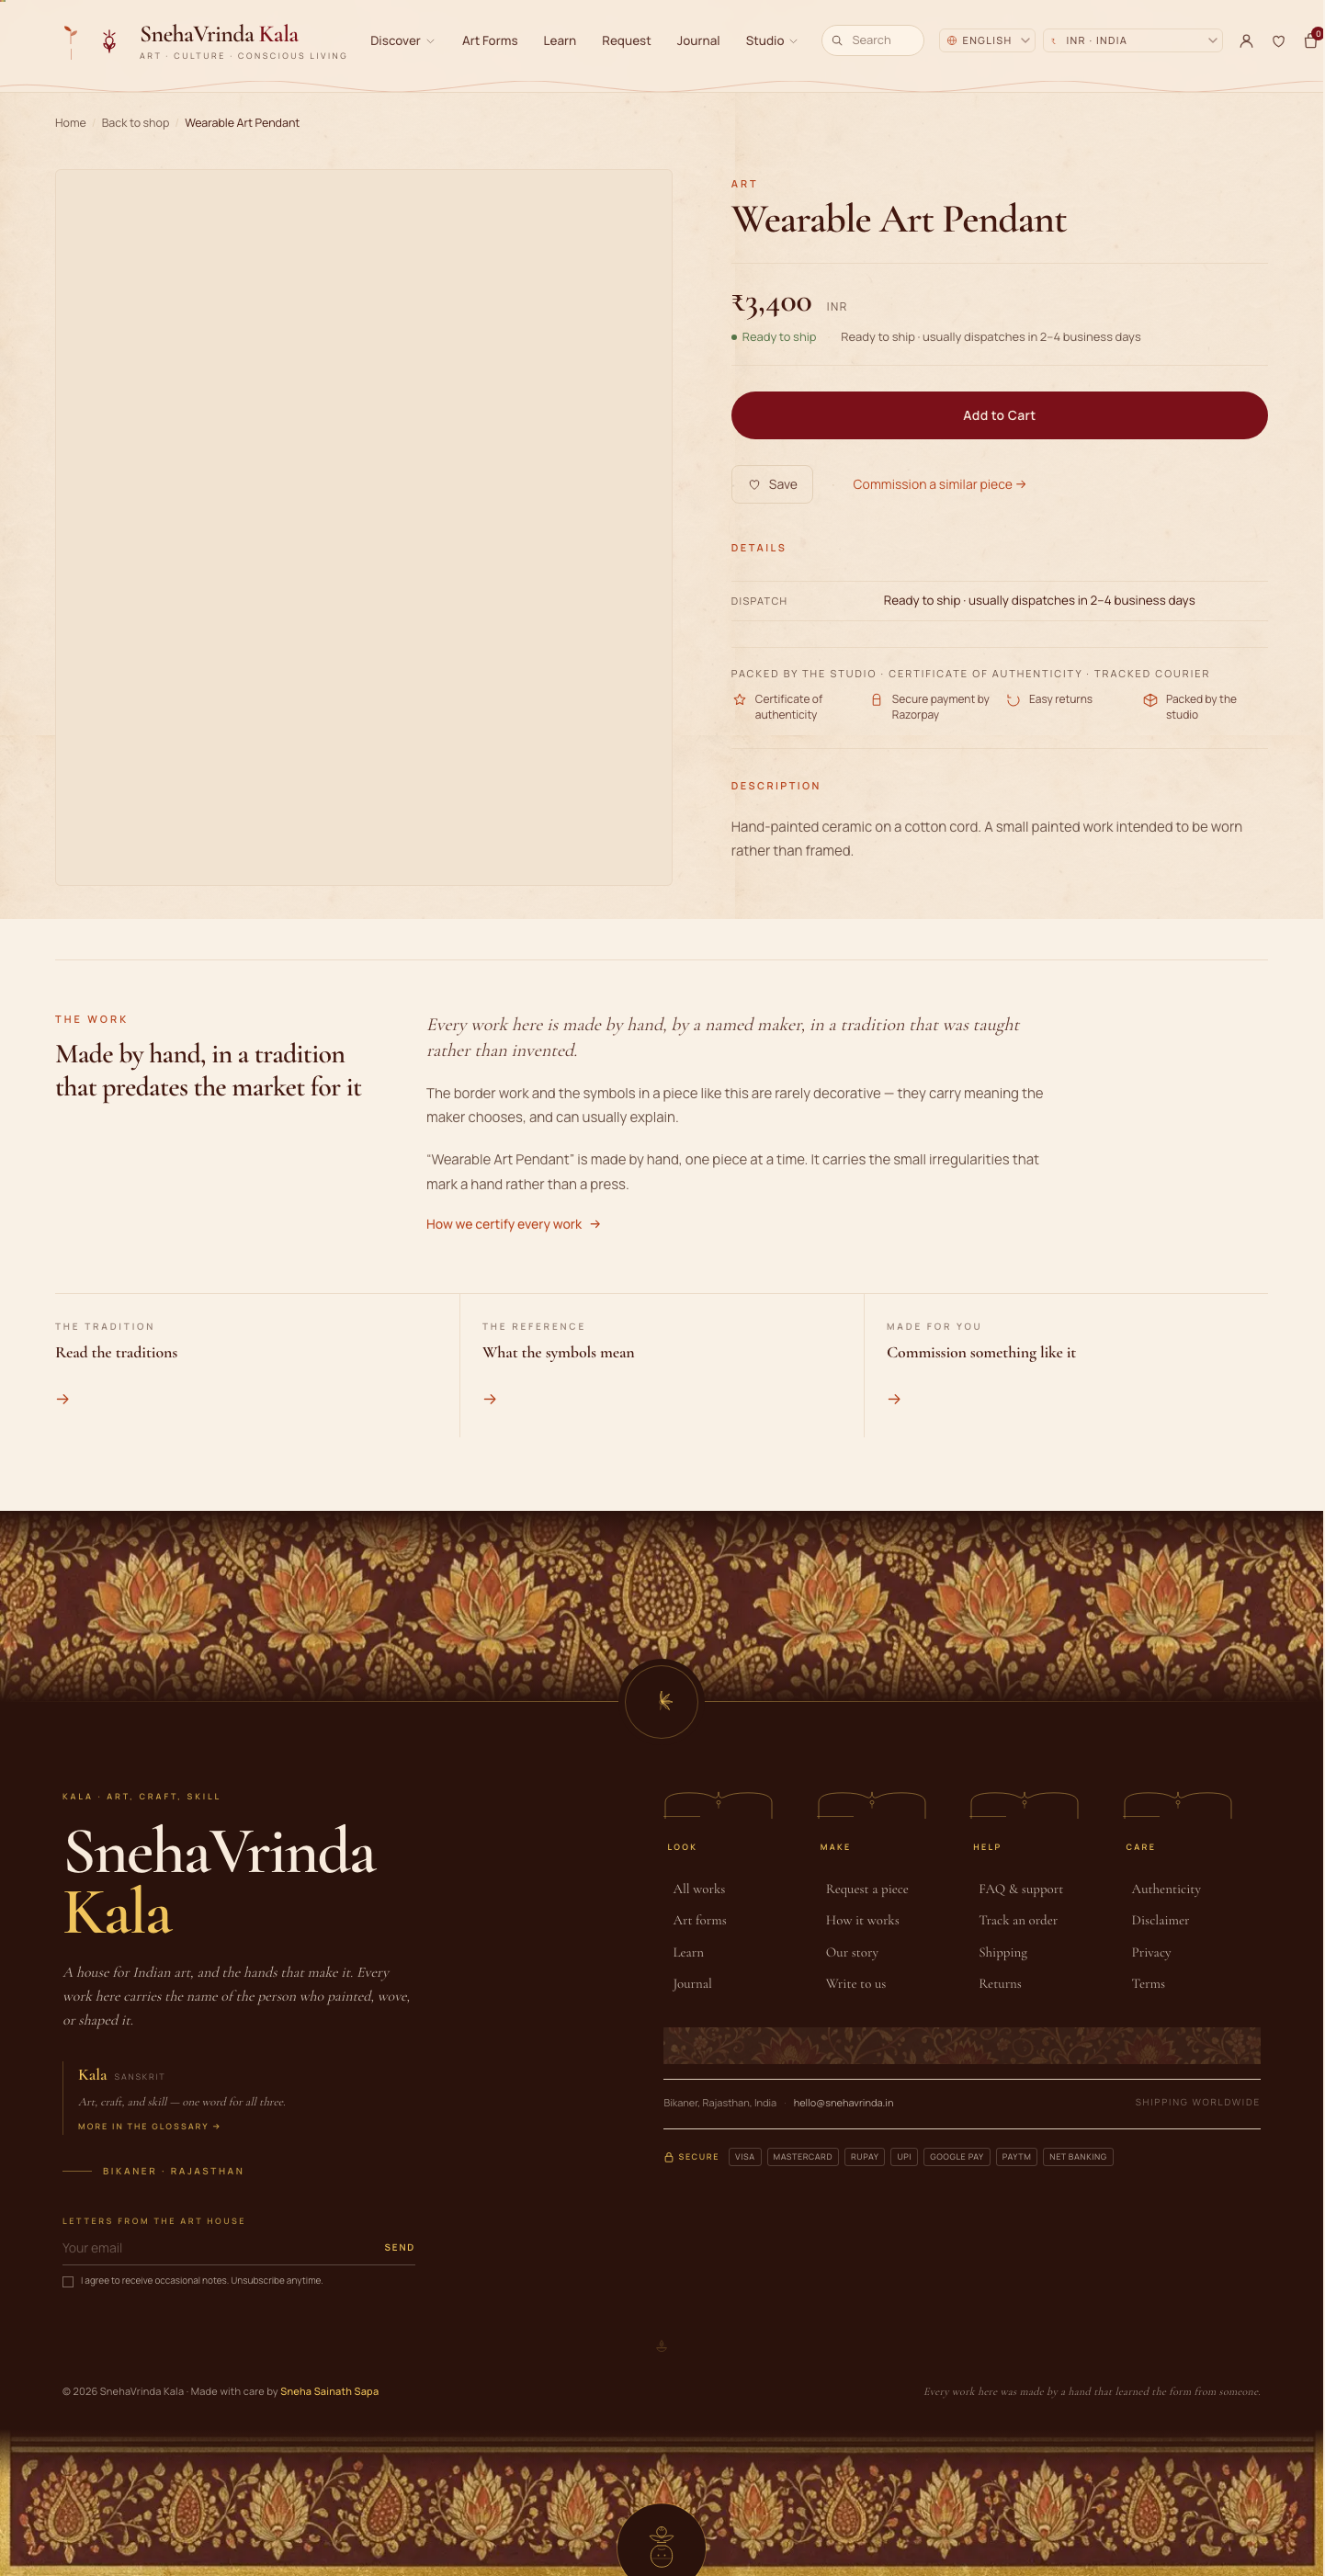 SnehaVrinda Kala
ART · CULTURE · CONSCIOUS LIVING
Discover
Art Forms
Learn
Request
Journal
Studio
Search
ENGLISH
INR · INDIA
0
Home / Back to shop / Wearable Art Pendant
ART
Wearable Art Pendant
₹3,400 INR
Ready to ship
Ready to ship · usually dispatches in 2–4 business days
Add to Cart
Save
Commission a similar piece →
DETAILS
DISPATCH
Ready to ship · usually dispatches in 2–4 business days
PACKED BY THE STUDIO · CERTIFICATE OF AUTHENTICITY · TRACKED COURIER
Certificate of
authenticity
Secure payment by
Razorpay
Easy returns
Packed by the
studio
DESCRIPTION
Hand-painted ceramic on a cotton cord. A small painted work intended to be worn
rather than framed.
THE WORK
Made by hand, in a tradition
that predates the market for it
Every work here is made by hand, by a named maker, in a tradition that was taught
rather than invented.
The border work and the symbols in a piece like this are rarely decorative — they carry meaning the
maker chooses, and can usually explain.
“Wearable Art Pendant” is made by hand, one piece at a time. It carries the small irregularities that
mark a hand rather than a press.
How we certify every work →
THE TRADITION
Read the traditions
→
THE REFERENCE
What the symbols mean
→
MADE FOR YOU
Commission something like it
→
KALA · ART, CRAFT, SKILL
SnehaVrinda
Kala
A house for Indian art, and the hands that make it. Every
work here carries the name of the person who painted, wove,
or shaped it.
Kala SANSKRIT
Art, craft, and skill — one word for all three.
MORE IN THE GLOSSARY →
BIKANER · RAJASTHAN
LETTERS FROM THE ART HOUSE
Your email
SEND
I agree to receive occasional notes. Unsubscribe anytime.
LOOK
All works
Art forms
Learn
Journal
MAKE
Request a piece
How it works
Our story
Write to us
HELP
FAQ & support
Track an order
Shipping
Returns
CARE
Authenticity
Disclaimer
Privacy
Terms
Bikaner, Rajasthan, India · hello@snehavrinda.in
SHIPPING WORLDWIDE
SECURE
VISA
MASTERCARD
RUPAY
UPI
GOOGLE PAY
PAYTM
NET BANKING
© 2026 SnehaVrinda Kala · Made with care by Sneha Sainath Sapa
Every work here was made by a hand that learned the form from someone.